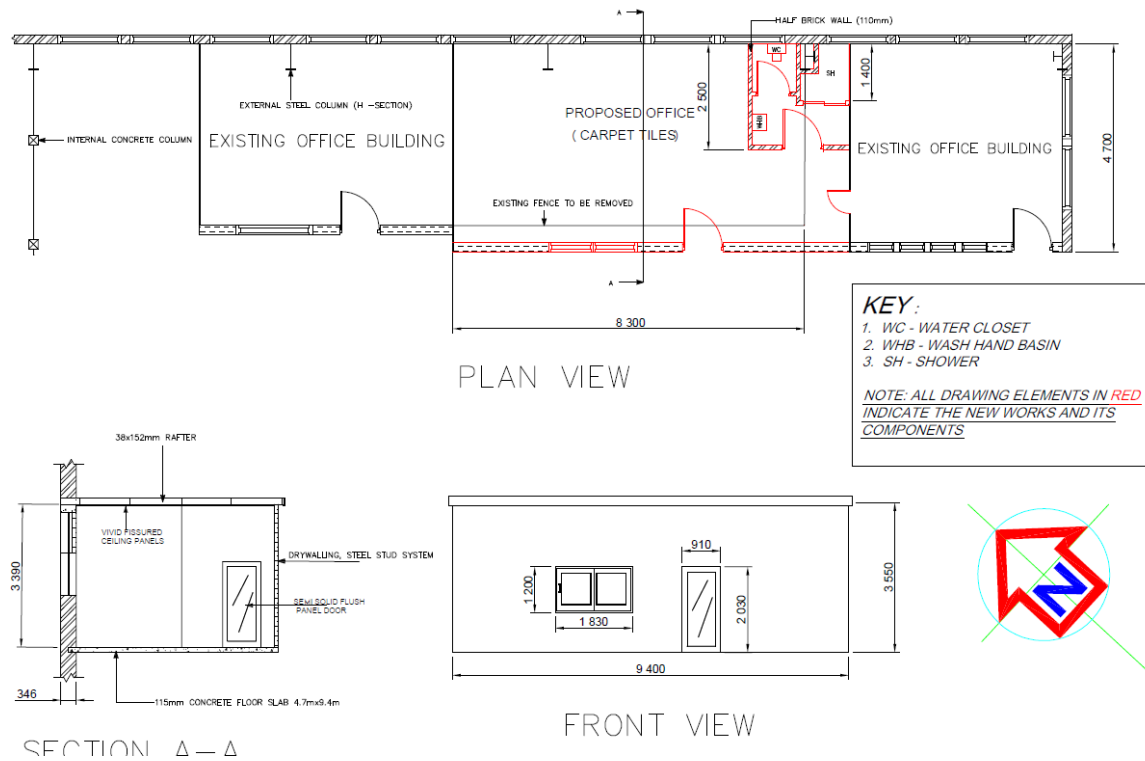 A
HALF BRICK WALL (110mm)
WC
SH
1 400
2 500
EXTERNAL STEEL COLUMN (H -SECTION)
PROPOSED OFFICE
( CARPET TILES)
WHB
INTERNAL CONCRETE COLUMN
EXISTING OFFICE BUILDING
EXISTING OFFICE BUILDING
4 700
EXISTING FENCE TO BE REMOVED
A
8 300
PLAN VIEW
KEY :
1. WC - WATER CLOSET
2. WHB - WASH HAND BASIN
3. SH - SHOWER
NOTE: ALL DRAWING ELEMENTS IN RED
INDICATE THE NEW WORKS AND ITS
COMPONENTS
38x152mm RAFTER
VIVID FISSURED
CEILING PANELS
DRYWALLING, STEEL STUD SYSTEM
3 390
SEMI SOLID FLUSH
PANEL DOOR
346
115mm CONCRETE FLOOR SLAB 4.7mx9.4m
SECTION A-A
910
1 200
1 830
2 030
3 550
9 400
FRONT VIEW
N